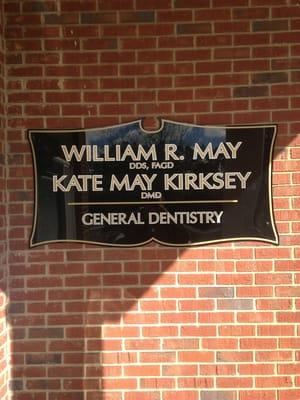 WILLIAM R. MAY
DDS, FAGD
KATE MAY KIRKSEY
DMD
GENERAL DENTISTRY